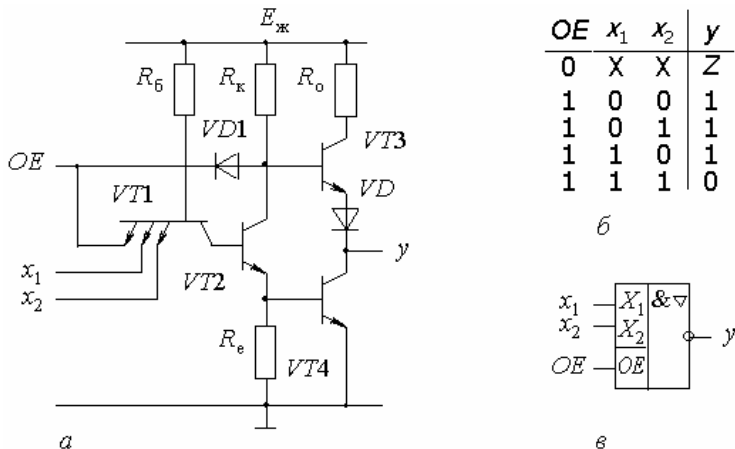 Eж
Rб
Rк
Rо
VD1
VT3
OE
VT1
VD
y
x1
x2
VT2
Rе
VT4
а
OE x1 x2 y
0 X X Z
1 0 0 1
1 0 1 1
1 1 0 1
1 1 1 0
б
x1 X1 &▽
x2 X2
y
OE OE
в